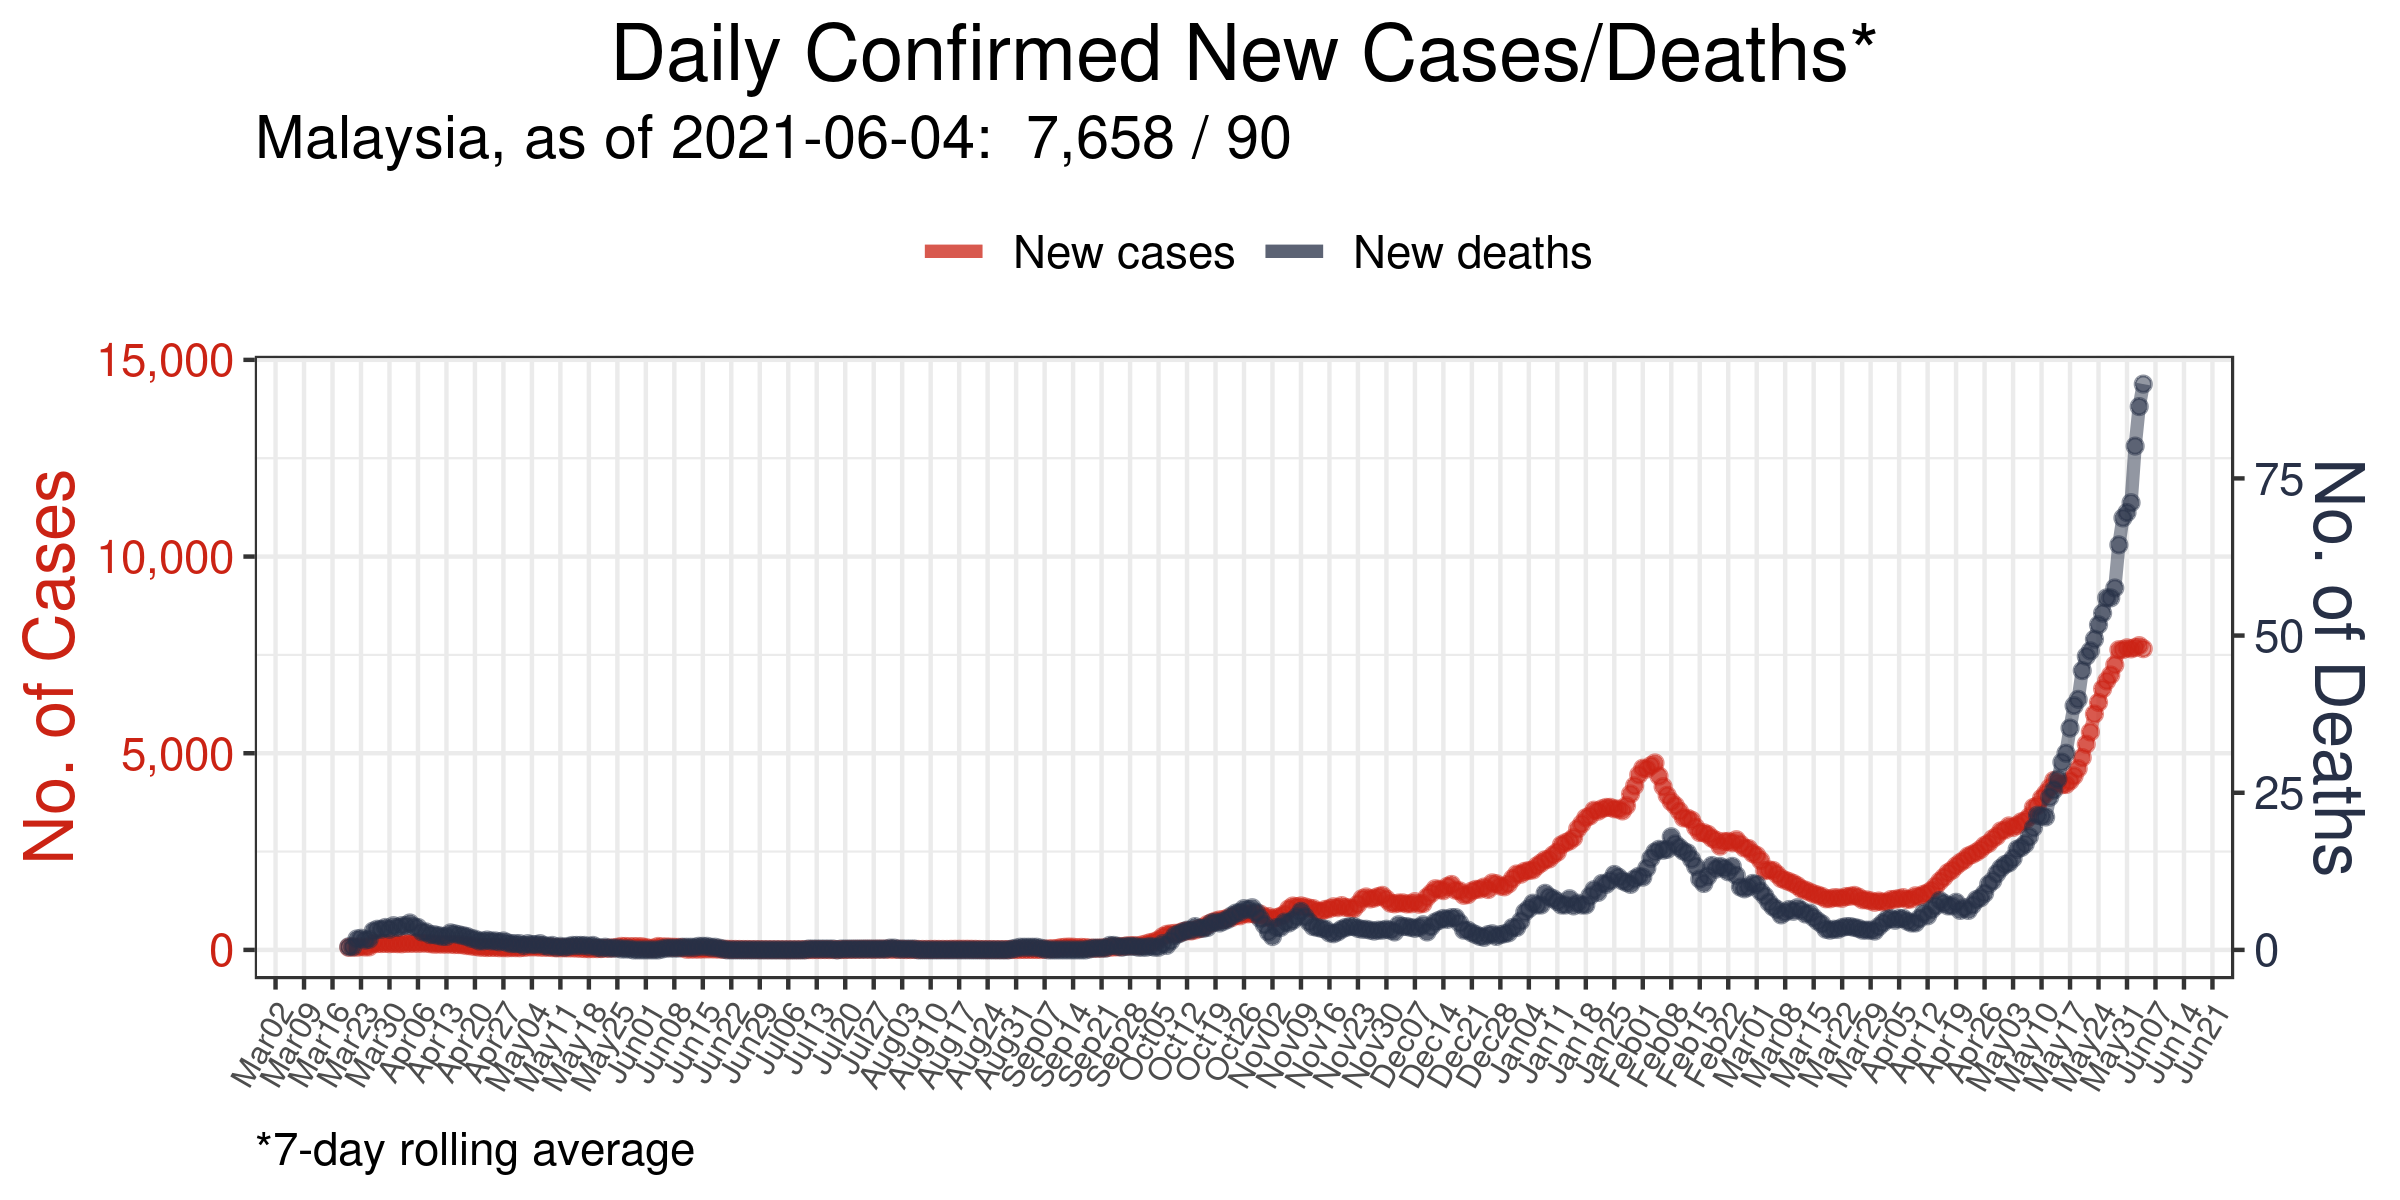 Daily Confirmed New Cases/Deaths*
Malaysia, as of 2021-06-04:  7,658 / 90
New cases
New deaths
No. of Cases
15,000
10,000
5,000
0
75
50
25
0
No. of Deaths
Mar02
Mar09
Mar16
Mar23
Mar30
Apr06
Apr13
Apr20
Apr27
May04
May11
May18
May25
Jun01
Jun08
Jun15
Jun22
Jun29
Jul06
Jul13
Jul20
Jul27
Aug03
Aug10
Aug17
Aug24
Aug31
Sep07
Sep14
Sep21
Sep28
Oct05
Oct12
Oct19
Oct26
Nov02
Nov09
Nov16
Nov23
Nov30
Dec07
Dec14
Dec21
Dec28
Jan04
Jan11
Jan18
Jan25
Feb01
Feb08
Feb15
Feb22
Mar01
Mar08
Mar15
Mar22
Mar29
Apr05
Apr12
Apr19
Apr26
May03
May10
May17
May24
May31
Jun07
Jun14
Jun21
*7-day rolling average